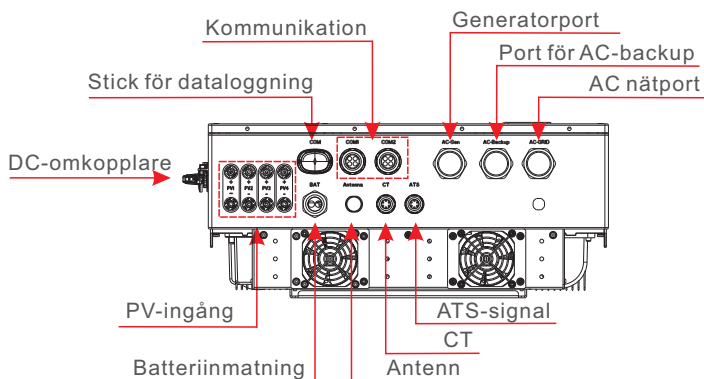 Kommunikation
Generatorport
Port för AC-backup
Stick för dataloggning
AC nätport
COM
COM1
COM2
AC-Gen
AC-Backup
AC-GRID
DC-omkopplare
PV1
PV2
PV3
PV4
BAT
Antenna
CT
ATS
PV-ingång
ATS-signal
CT
Batteriinmatning
Antenn